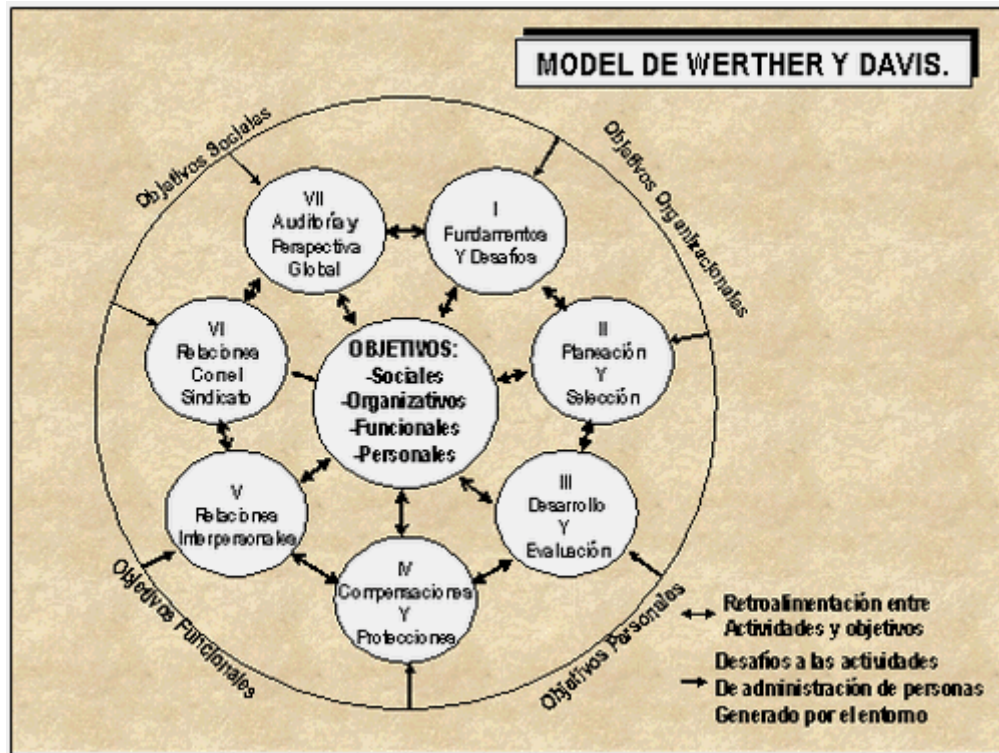 MODEL DE WERTHER Y DAVIS.
Objetivos Sociales
Objetivos Organizacionales
VII
Auditoría y
Perspectiva
Global
I
Fundamentos
Y Desafíos
VI
Relaciones
Con el
Sindicato
OBJETIVOS:
-Sociales
-Organizativos
-Funcionales
-Personales
II
Planeación
Y
Selección
V
Relaciones
Interpersonales
III
Desarrollo
Y
Evaluación
IV
Compensaciones
Y
Protecciones
Objetivos Funcionales
Objetivos Personales
Retroalimentación entre
Actividades y objetivos
Desafíos a las actividades
De administración de personas
Generado por el entorno